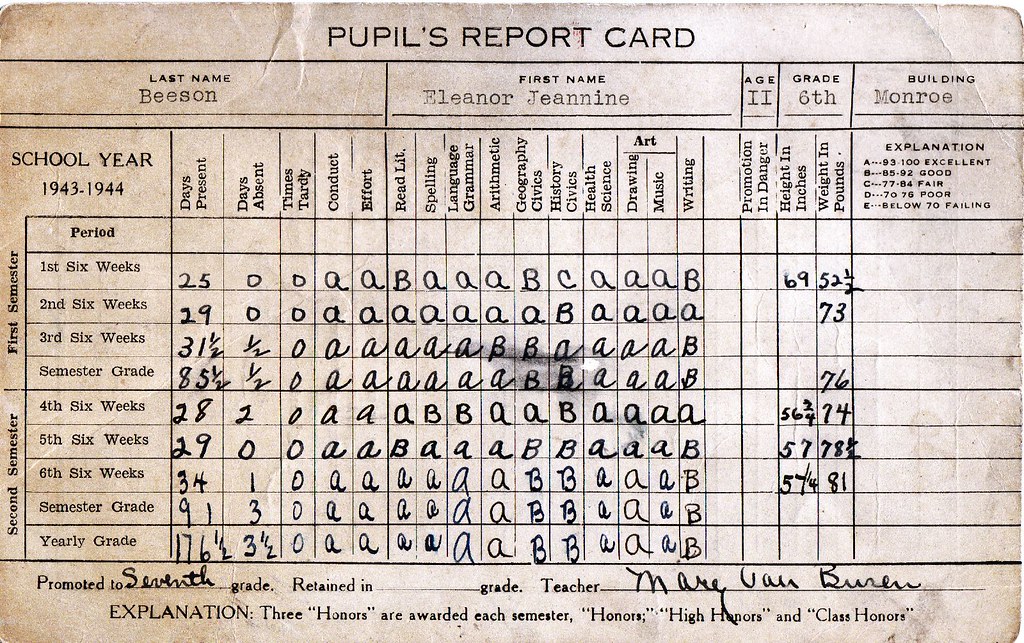 PUPIL'S REPORT CARD
LAST NAME FIRST NAME AGE GRADE BUILDING
Beeson Eleanor Jeannine II 6th Monroe
SCHOOL YEAR
1943-1944
Days Present
Days Absent
Times Tardy
Conduct
Effort
Read Lit.
Spelling
Language Grammar
Arithmetic
Geography Civics
History Civics
Health Science
Art
Drawing
Music
Writing
Promotion In Danger
Height In Inches
Weight In Pounds.
EXPLANATION
A---93-100 EXCELLENT
B---85-92 GOOD
C---77-84 FAIR
D---70 76 POOR
E---BELOW 70 FAILING
Period
First Semester
1st Six Weeks 25 0 0 a a B a a a B C a a a B 69 52½
2nd Six Weeks 29 0 0 a a a a a a a B a a a a 73
3rd Six Weeks 31½ ½ 0 a a a a a B B a a a a B
Semester Grade 85½ ½ 0 a a a a a a B B a a a B 76
Second Semester
4th Six Weeks 28 2 0 a a a B B a a B a a a a 56¾ 74
5th Six Weeks 29 0 0 a a B a a a B B a a a B 57 78½
6th Six Weeks 34 1 0 a a a a a a B B a a a B 57¼ 81
Semester Grade 91 3 0 a a a a a a B B a a a B
Yearly Grade 176½ 3½ 0 a a a a a a B B a a a B
Promoted to Seventh grade. Retained in grade. Teacher Mary Van Buren
EXPLANATION: Three "Honors" are awarded each semester, "Honors;" "High Honors" and "Class Honors"